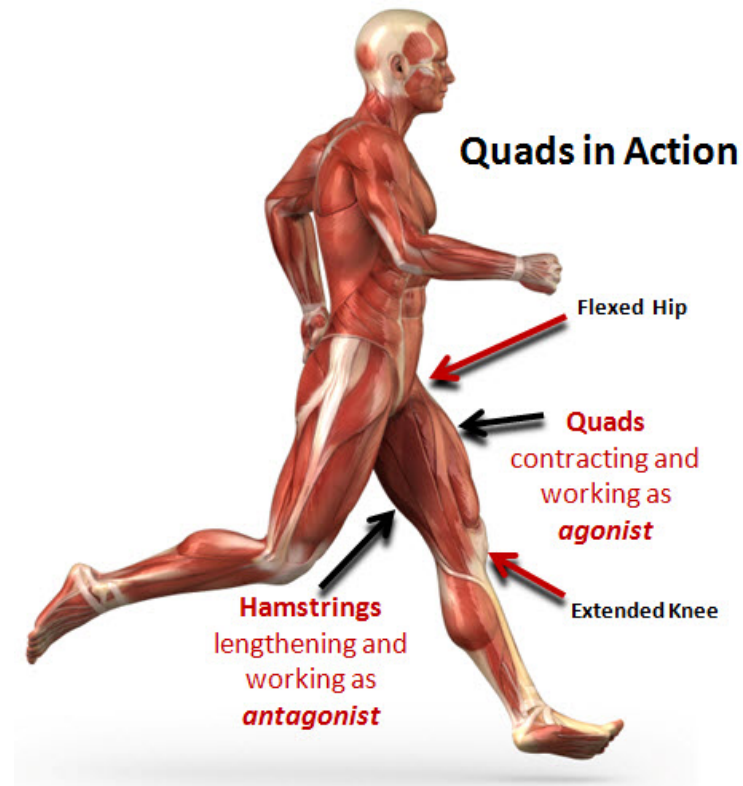 Quads in Action
Flexed Hip
Quads
contracting and
working as
agonist
Extended Knee
Hamstrings
lengthening and
working as
antagonist